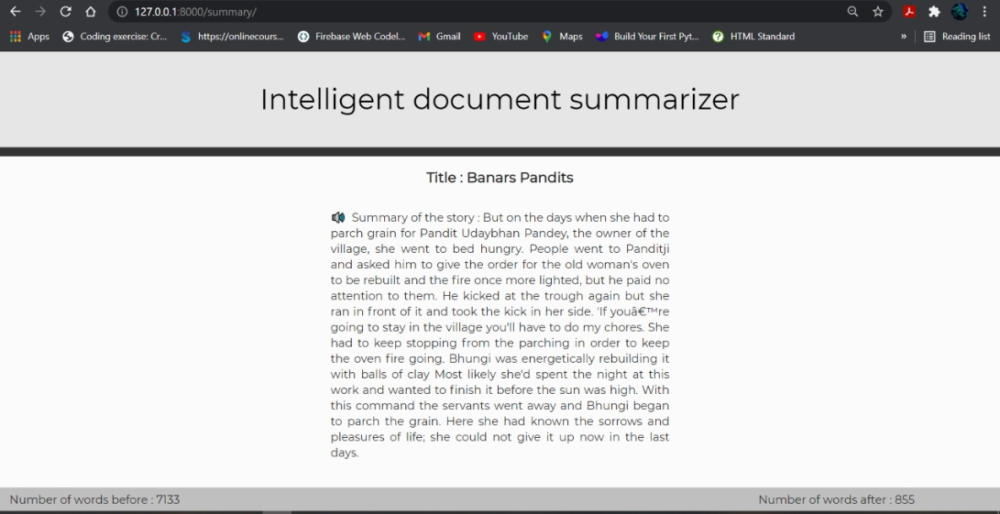 127.0.0.1:8000/summary/
Apps Coding exercise: Cr... https://onlinecours... Firebase Web Codel... Gmail YouTube Maps Build Your First Pyt... HTML Standard » Reading list
Intelligent document summarizer
Title : Banars Pandits
Summary of the story : But on the days when she had to
parch grain for Pandit Udaybhan Pandey, the owner of the
village, she went to bed hungry. People went to Panditji
and asked him to give the order for the old woman's oven
to be rebuilt and the fire once more lighted, but he paid no
attention to them. He kicked at the trough again but she
ran in front of it and took the kick in her side. 'If youâ€™re
going to stay in the village you'll have to do my chores. She
had to keep stopping from the parching in order to keep
the oven fire going. Bhungi was energetically rebuilding it
with balls of clay Most likely she'd spent the night at this
work and wanted to finish it before the sun was high. With
this command the servants went away and Bhungi began
to parch the grain. Here she had known the sorrows and
pleasures of life; she could not give it up now in the last
days.
Number of words before : 7133 Number of words after : 855